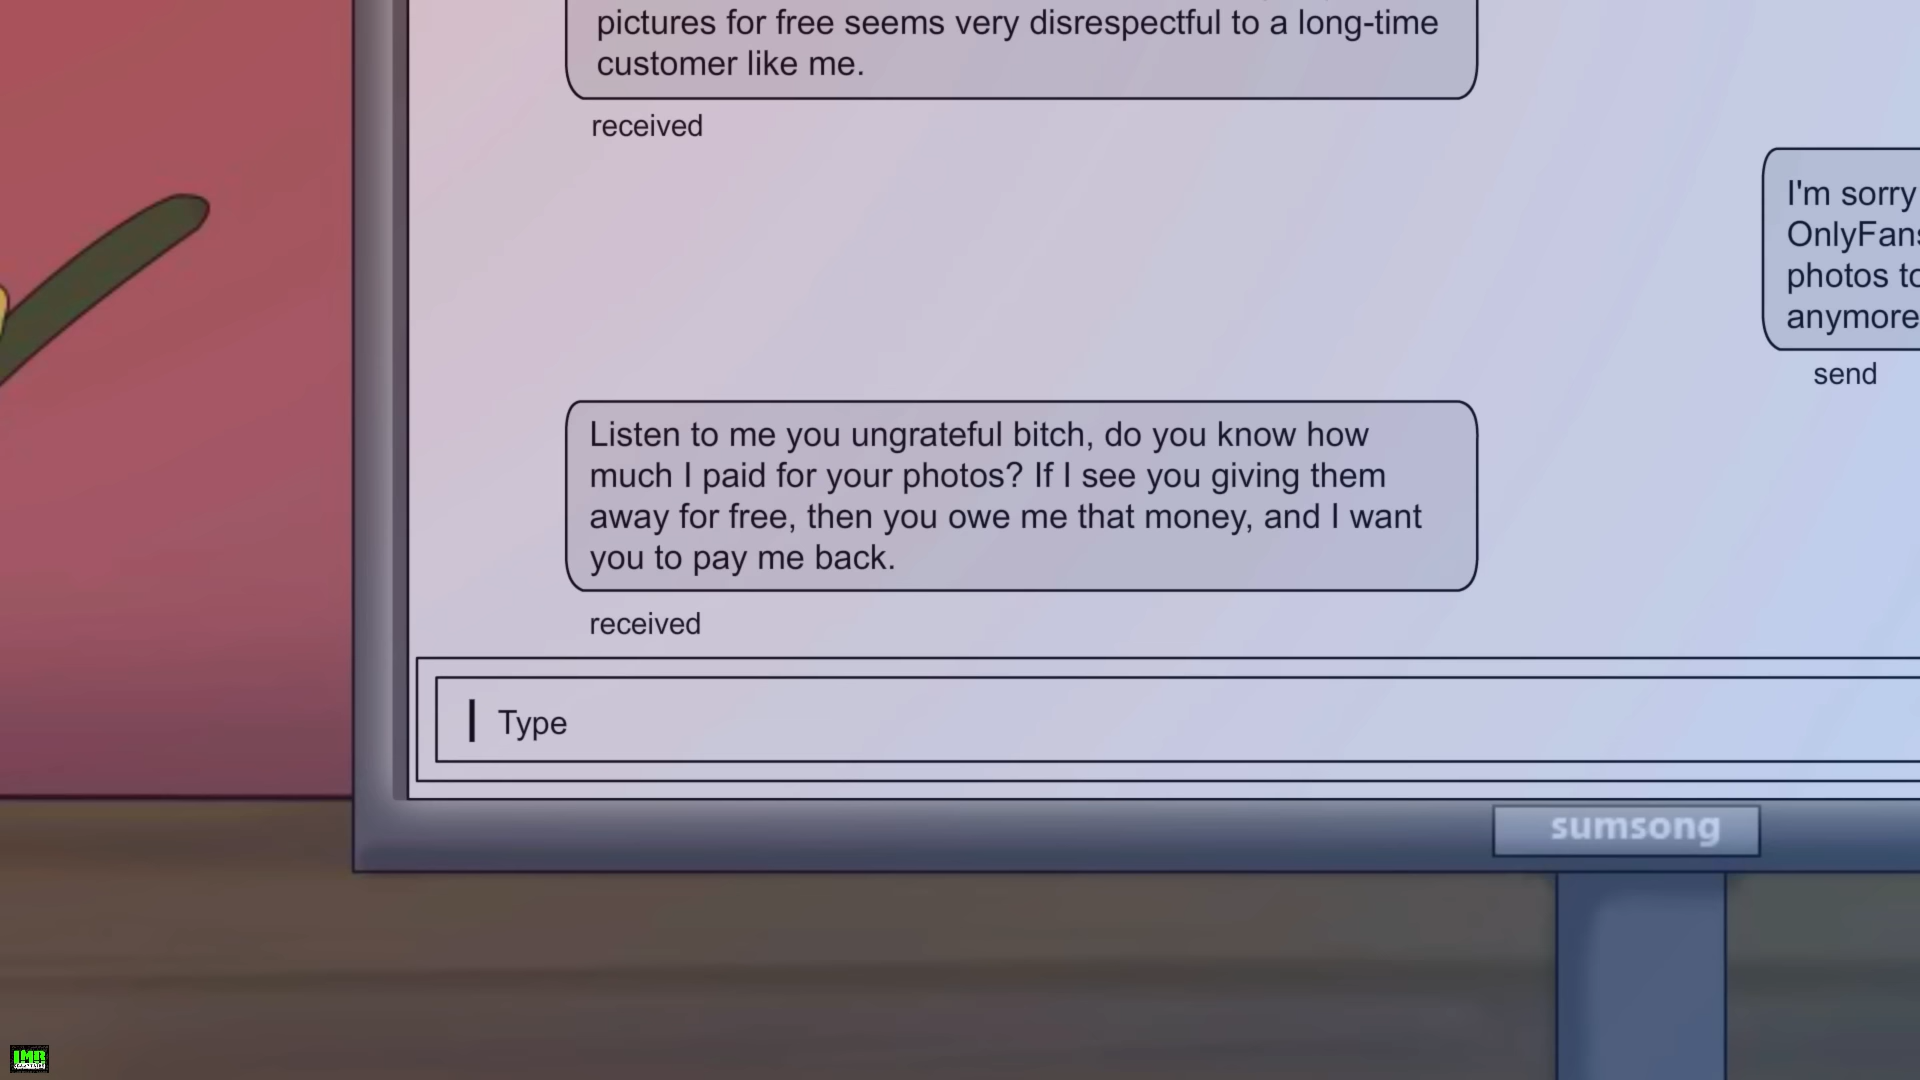 pictures for free seems very disrespectful to a long-time
customer like me.
received
I'm sorry
OnlyFans
photos to
anymore
send
Listen to me you ungrateful bitch, do you know how
much I paid for your photos? If I see you giving them
away for free, then you owe me that money, and I want
you to pay me back.
received
Type
sumsong